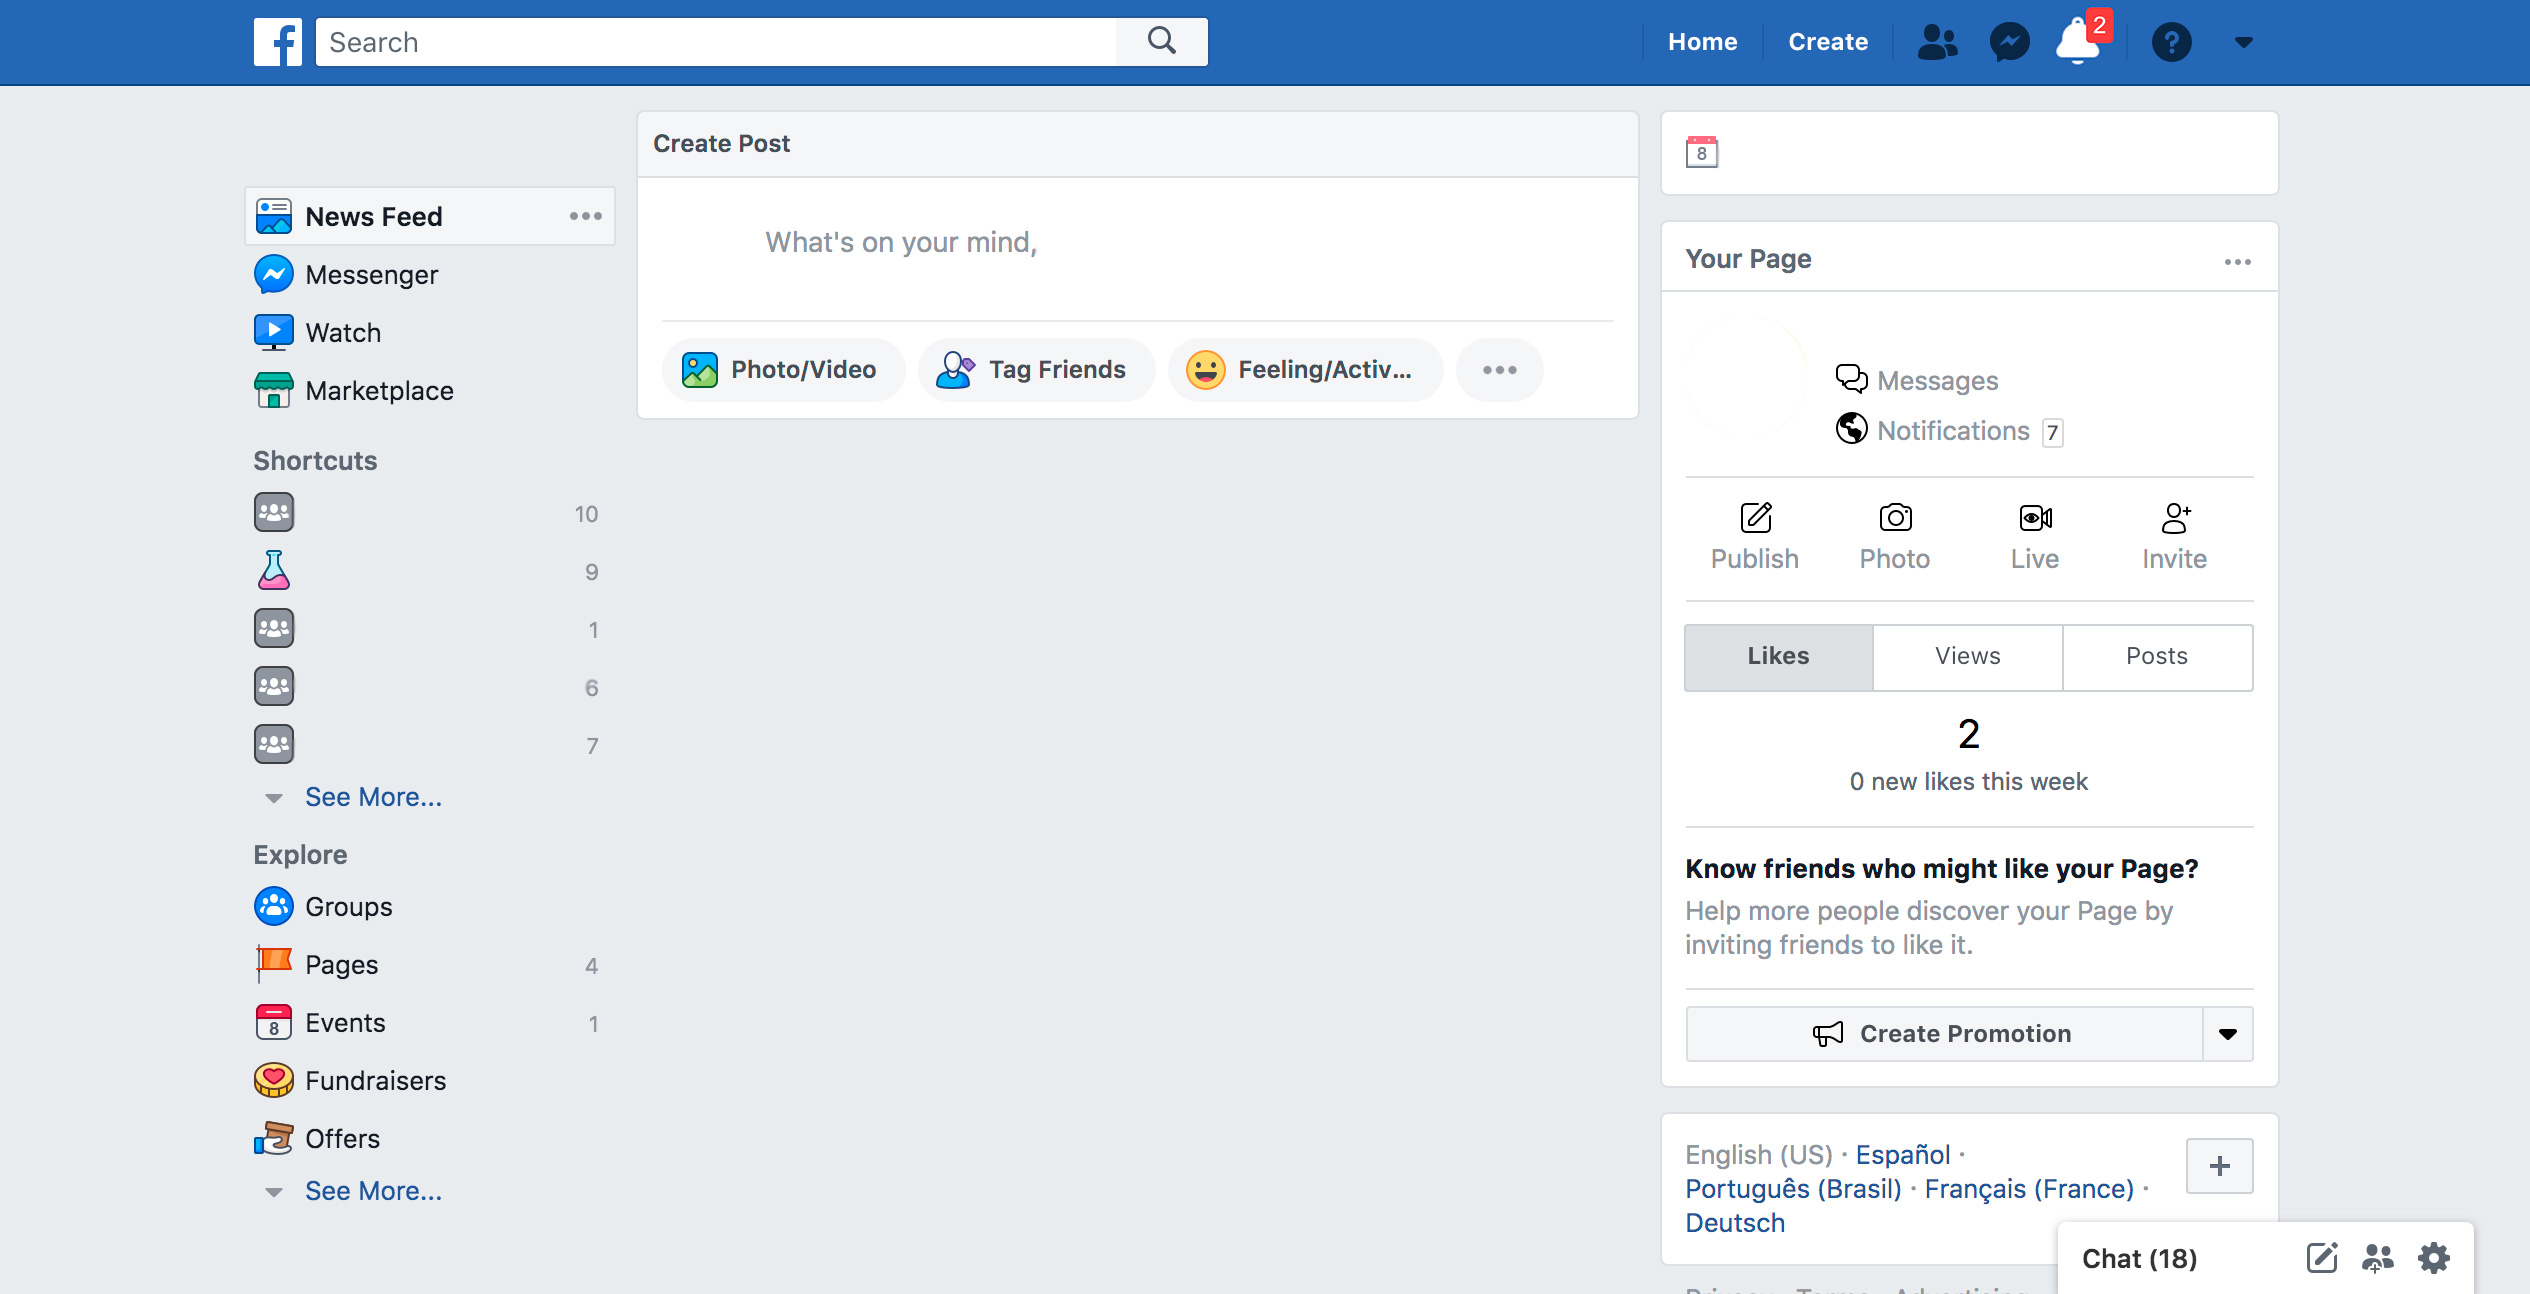 Search
Home
Create
2
?
News Feed
Messenger
Watch
Marketplace
Shortcuts
10
9
1
6
7
See More...
Explore
Groups
Pages 4
8
Events 1
Fundraisers
Offers
See More...
Create Post
What's on your mind,
Photo/Video
Tag Friends
Feeling/Activ...
8
Your Page
Messages
Notifications 7
Publish
Photo
Live
Invite
Likes
Views
Posts
2
0 new likes this week
Know friends who might like your Page?
Help more people discover your Page by
inviting friends to like it.
Create Promotion
English (US) · Español ·
Português (Brasil) · Français (France) ·
Deutsch
Chat (18)